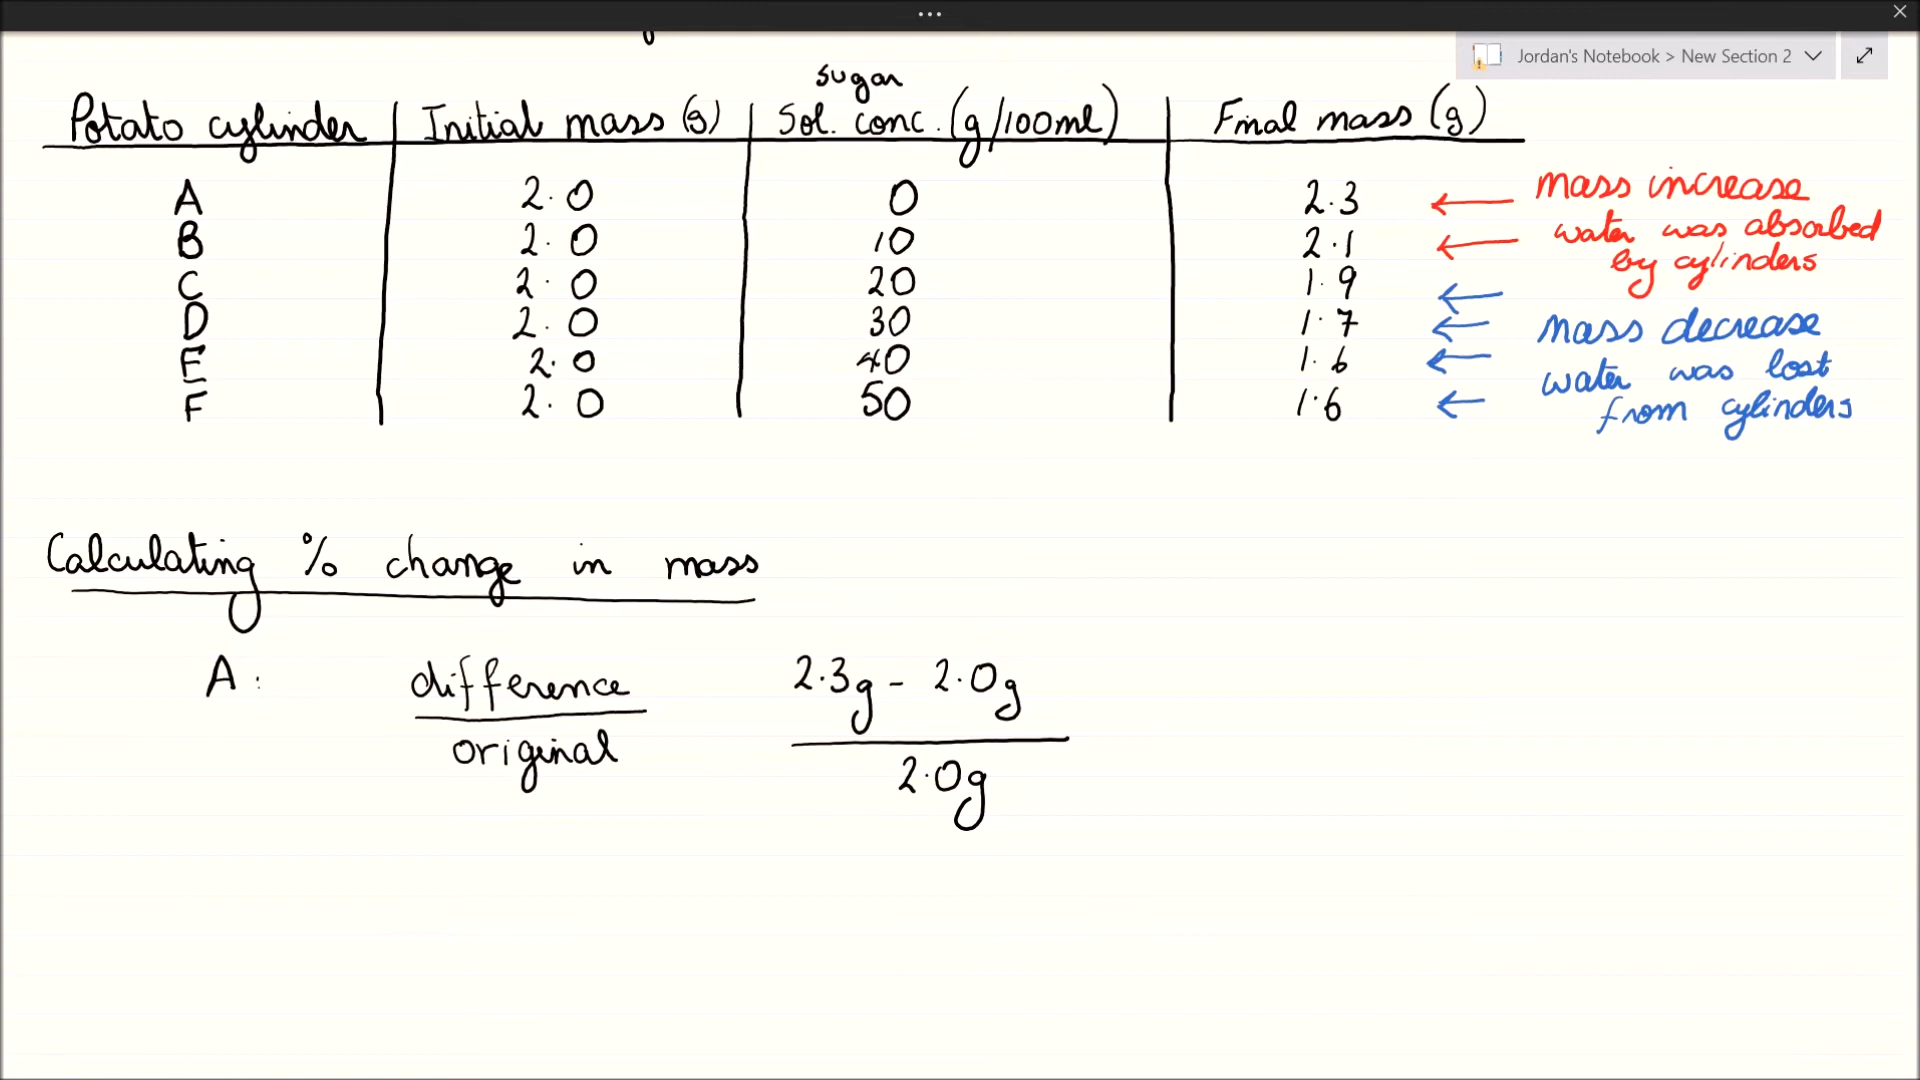 Jordan's Notebook > New Section 2
sugar
Potato cylinder Initial mass (g) Sol. conc. (g/100ml) Final mass (g)
A 2.0 0 2.3 ← mass increase
B 2.0 10 2.1 ← water was absorbed
by cylinders
C 2.0 20 1.9 ←
D 2.0 30 1.7 ← mass decrease
E 2.0 40 1.6 ← water was lost
F 2.0 50 1.6 ← from cylinders
Calculating % change in mass
A: difference 2.3g - 2.0g
original 2.0g